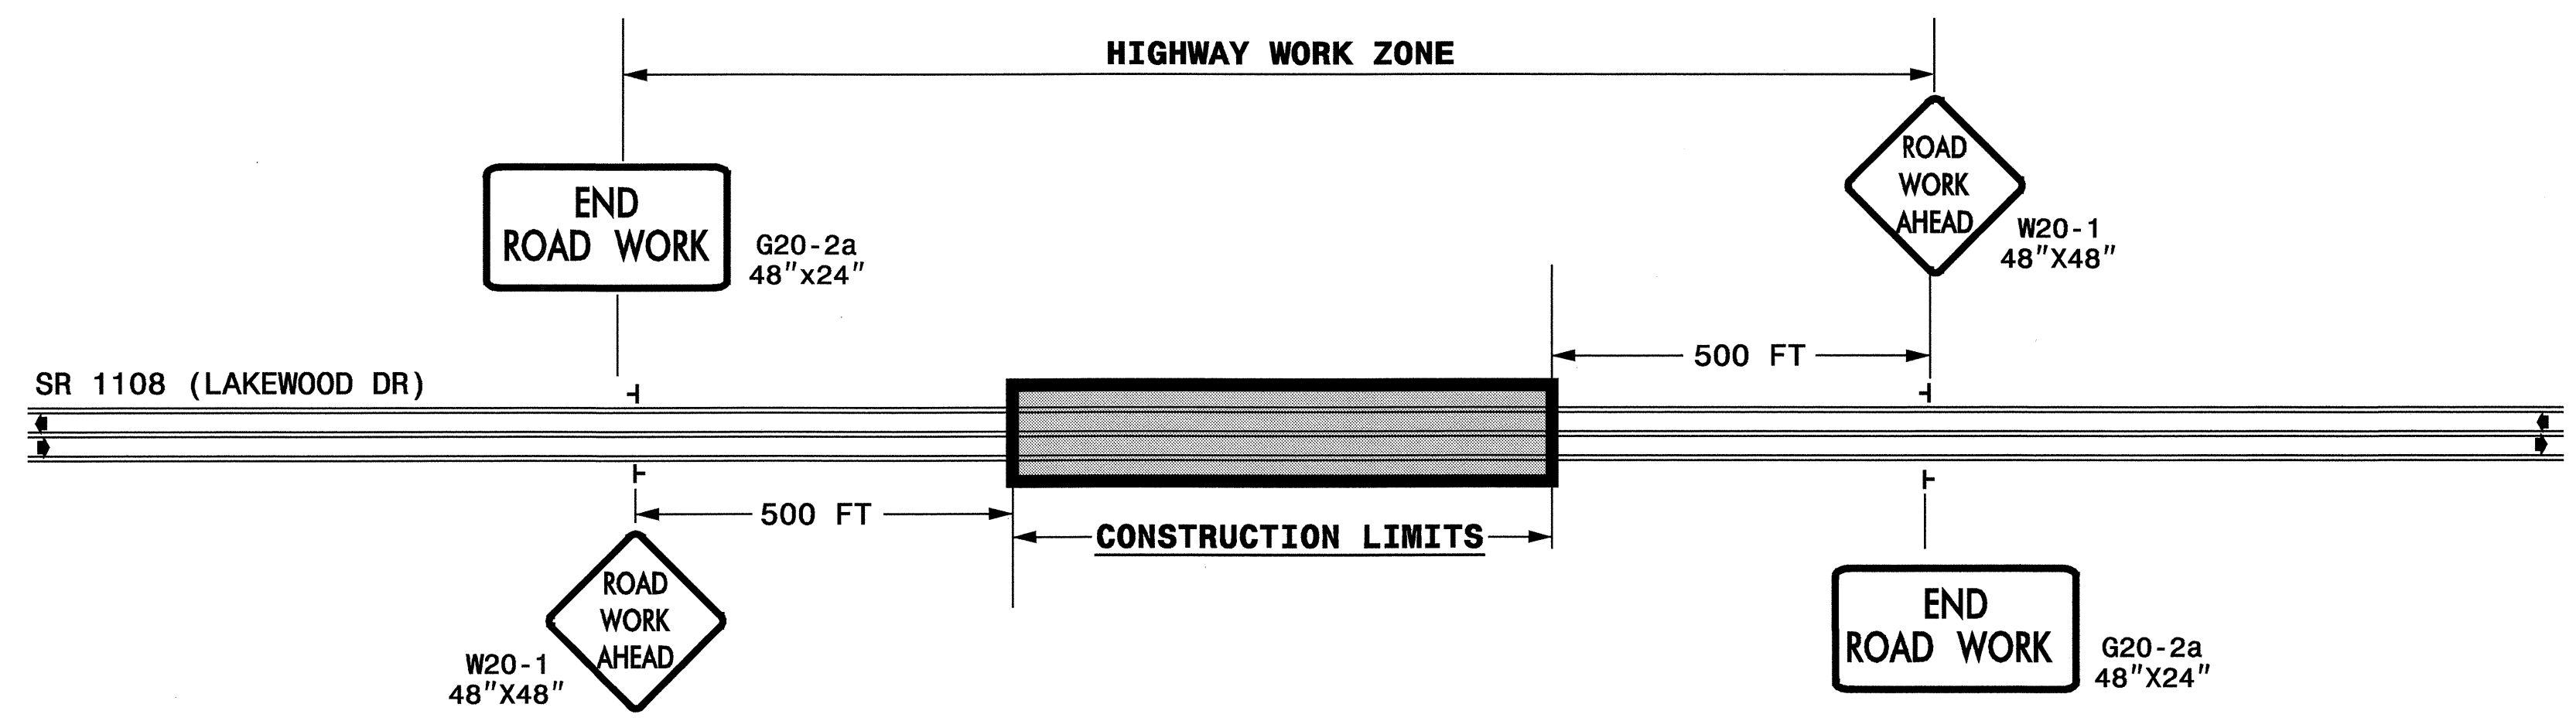 HIGHWAY WORK ZONE
ROAD
WORK
AHEAD
W20-1
48"X48"
END
ROAD WORK
G20-2a
48"x24"
500 FT
SR 1108 (LAKEWOOD DR)
500 FT
CONSTRUCTION LIMITS
ROAD
WORK
AHEAD
W20-1
48"X48"
END
ROAD WORK
G20-2a
48"X24"